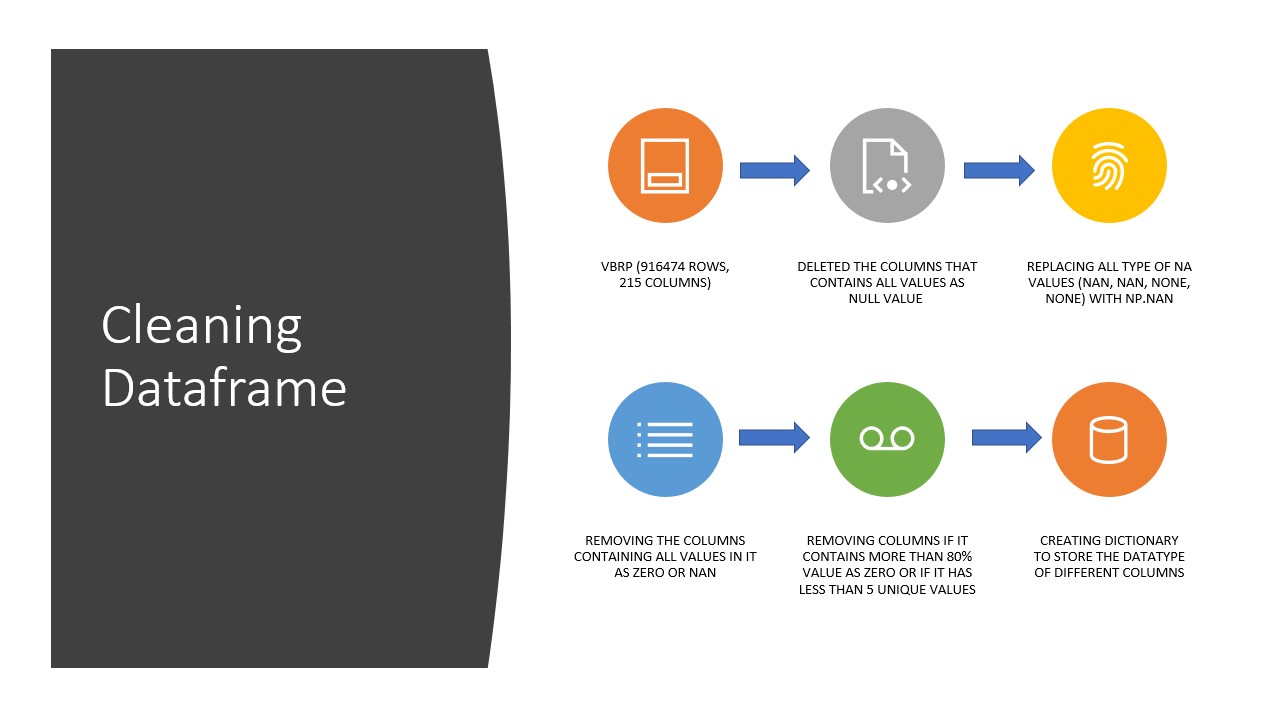 Cleaning
Dataframe
VBRP (916474 ROWS,
215 COLUMNS)
DELETED THE COLUMNS THAT
CONTAINS ALL VALUES AS
NULL VALUE
REPLACING ALL TYPE OF NA
VALUES (NAN, NAN, NONE,
NONE) WITH NP.NAN
REMOVING THE COLUMNS
CONTAINING ALL VALUES IN IT
AS ZERO OR NAN
REMOVING COLUMNS IF IT
CONTAINS MORE THAN 80%
VALUE AS ZERO OR IF IT HAS
LESS THAN 5 UNIQUE VALUES
CREATING DICTIONARY
TO STORE THE DATATYPE
OF DIFFERENT COLUMNS